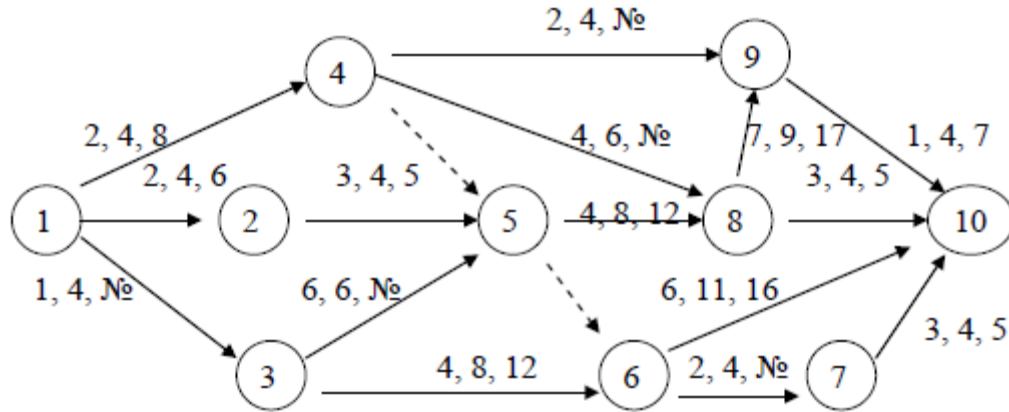 2, 4, №
9
4
2, 4, 8
4, 6, №
7, 9, 17
1, 4, 7
2, 4, 6
3, 4, 5
3, 4, 5
1
2
5
4, 8, 12
8
10
1, 4, №
6, 6, №
6, 11, 16
3, 4, 5
3
4, 8, 12
6
2, 4, №
7